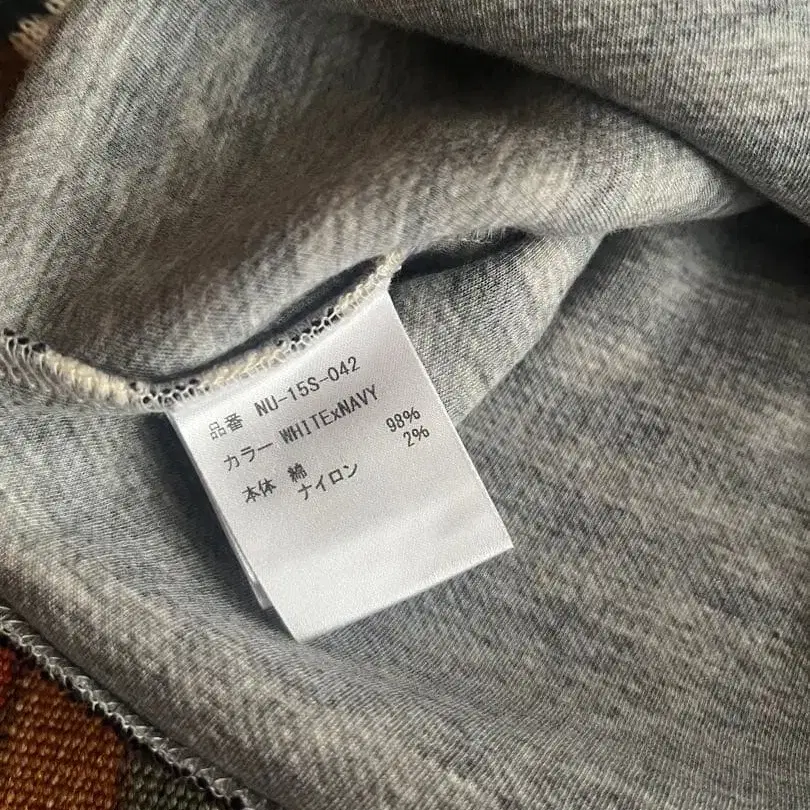 品番 NU-15S-042
カラー WHITExNAVY
本体 綿 98%
ナイロン 2%